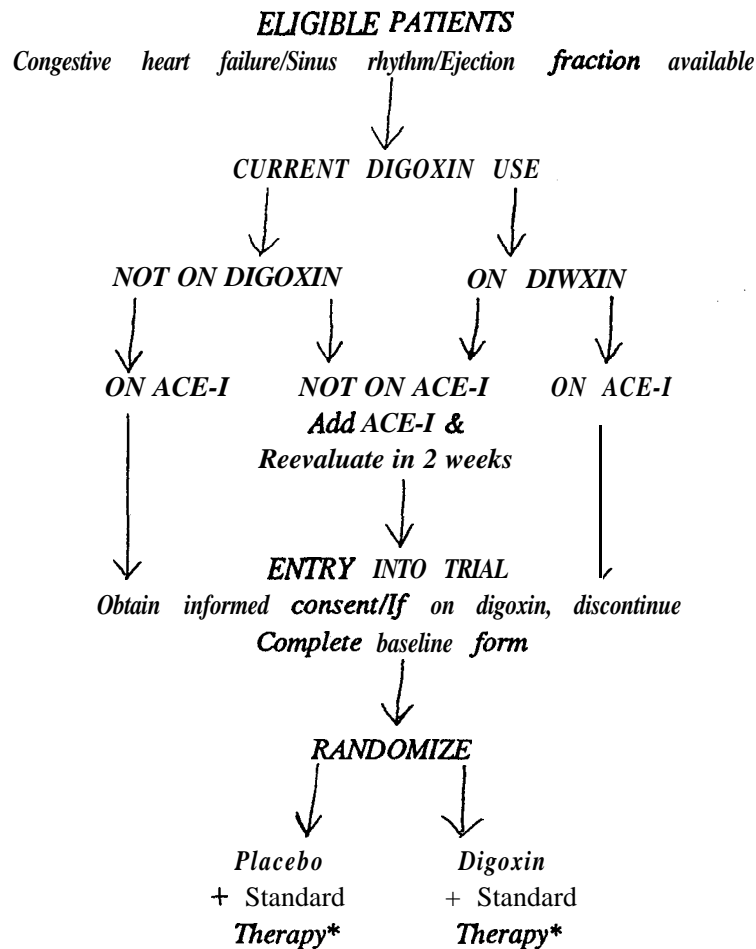 ELIGIBLE PATIENTS
Congestive heart failure/Sinus rhythm/Ejection fraction available
CURRENT DIGOXIN USE
NOT ON DIGOXIN ON DIWXIN
ON ACE-I NOT ON ACE-I ON ACE-I
Add ACE-I &
Reevaluate in 2 weeks
ENTRY INTO TRIAL
Obtain informed consent/If on digoxin, discontinue
Complete baseline form
RANDOMIZE
Placebo Digoxin
+ Standard + Standard
Therapy* Therapy*